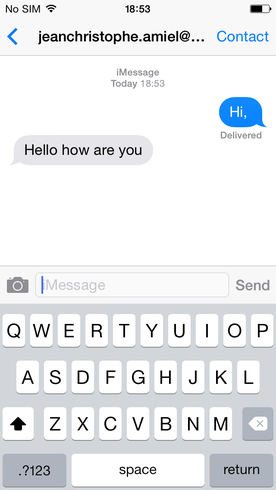 No SIM 18:53
jeanchristophe.amiel@... Contact
iMessage
Today 18:53
Hi,
Delivered
Hello how are you
iMessage Send
Q W E R T Y U I O P
A S D F G H J K L
Z X C V B N M
.?123 space return